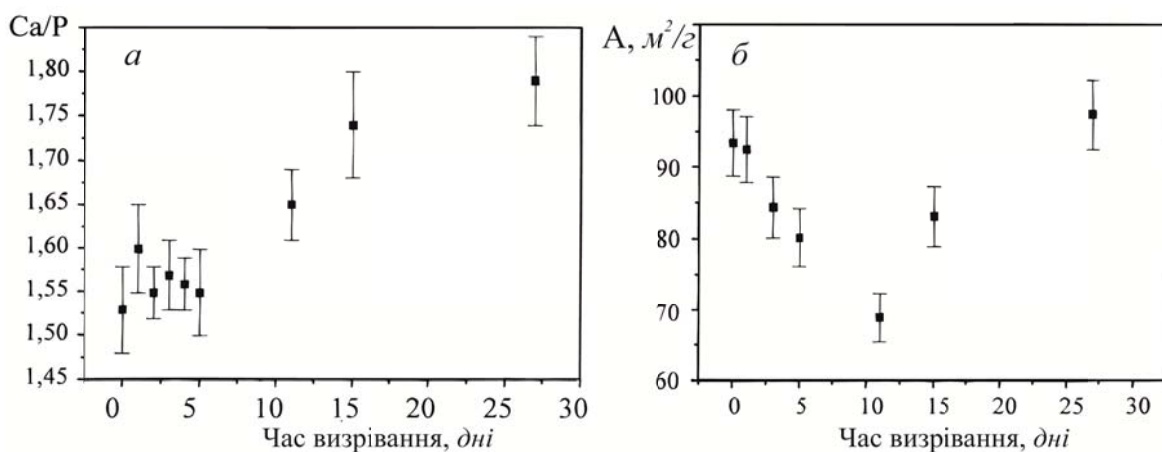 Ca/P
а
1,80
1,75
1,70
1,65
1,60
1,55
1,50
1,45
0 5 10 15 20 25 30
Час визрівання, дні
А, м²/г
б
100
90
80
70
60
0 5 10 15 20 25 30
Час визрівання, дні